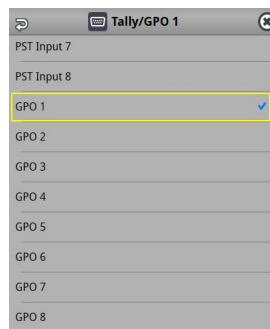 Tally/GPO 1
PST Input 7
PST Input 8
GPO 1
GPO 2
GPO 3
GPO 4
GPO 5
GPO 6
GPO 7
GPO 8